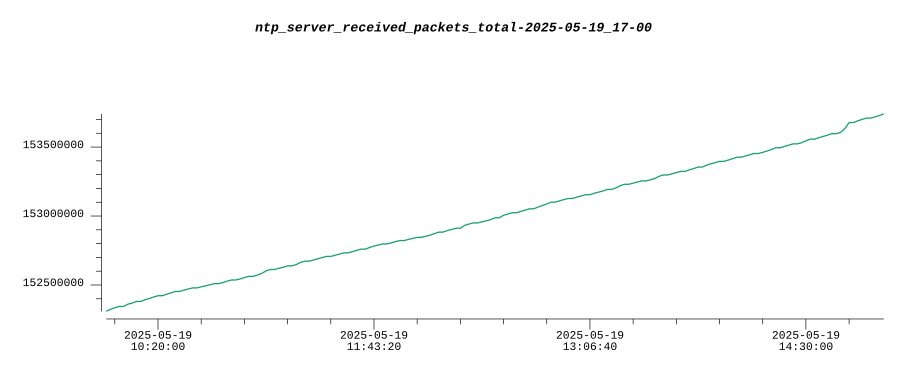 ntp_server_received_packets_total-2025-05-19_17-00
153500000
153000000
152500000
2025-05-19 2025-05-19 2025-05-19 2025-05-19
10:20:00 11:43:20 13:06:40 14:30:00